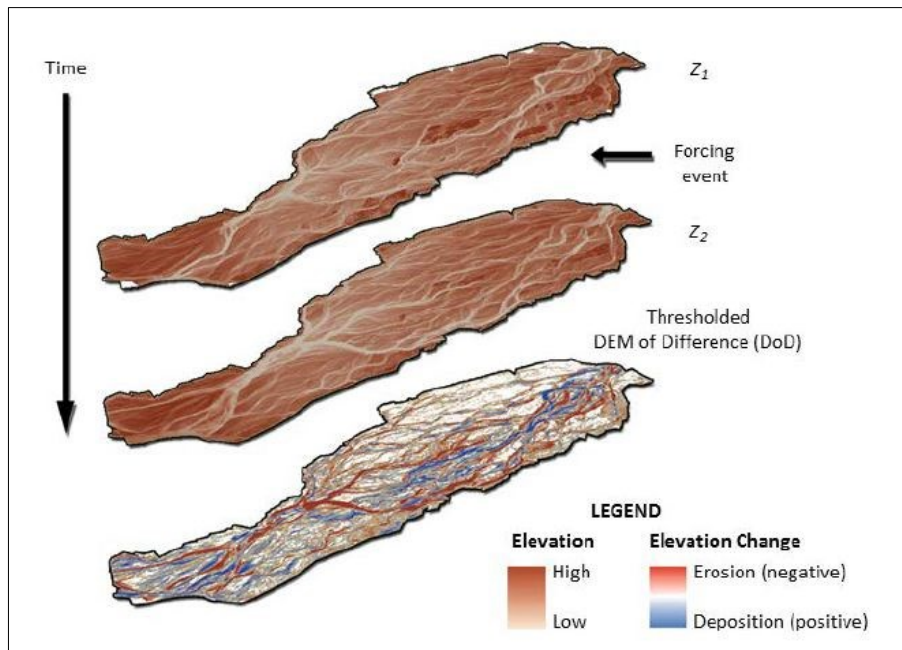 Time
Z1
Forcing
event
Z2
Thresholded
DEM of Difference (DoD)
LEGEND
Elevation
High
Low
Elevation Change
Erosion (negative)
Deposition (positive)